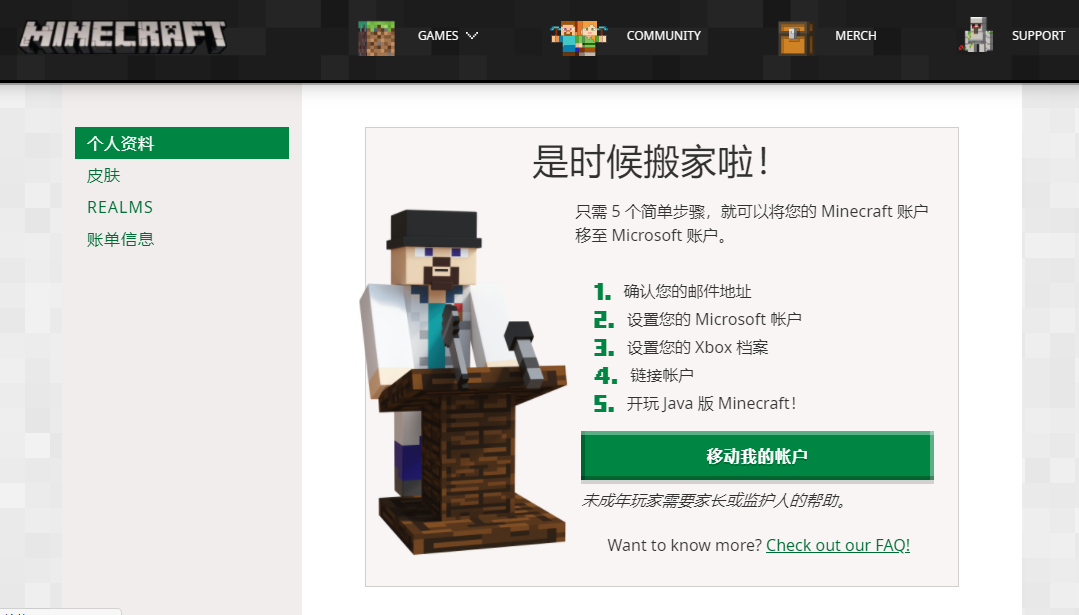 MINECRAFT
GAMES
COMMUNITY
MERCH
SUPPORT
个人资料
皮肤
REALMS
账单信息
是时候搬家啦!
只需 5 个简单步骤，就可以将您的 Minecraft 账户
移至 Microsoft 账户。
1. 确认您的邮件地址
2. 设置您的 Microsoft 帐户
3. 设置您的 Xbox 档案
4. 链接帐户
5. 开玩 Java 版 Minecraft!
移动我的帐户
未成年玩家需要家长或监护人的帮助。
Want to know more? Check out our FAQ!